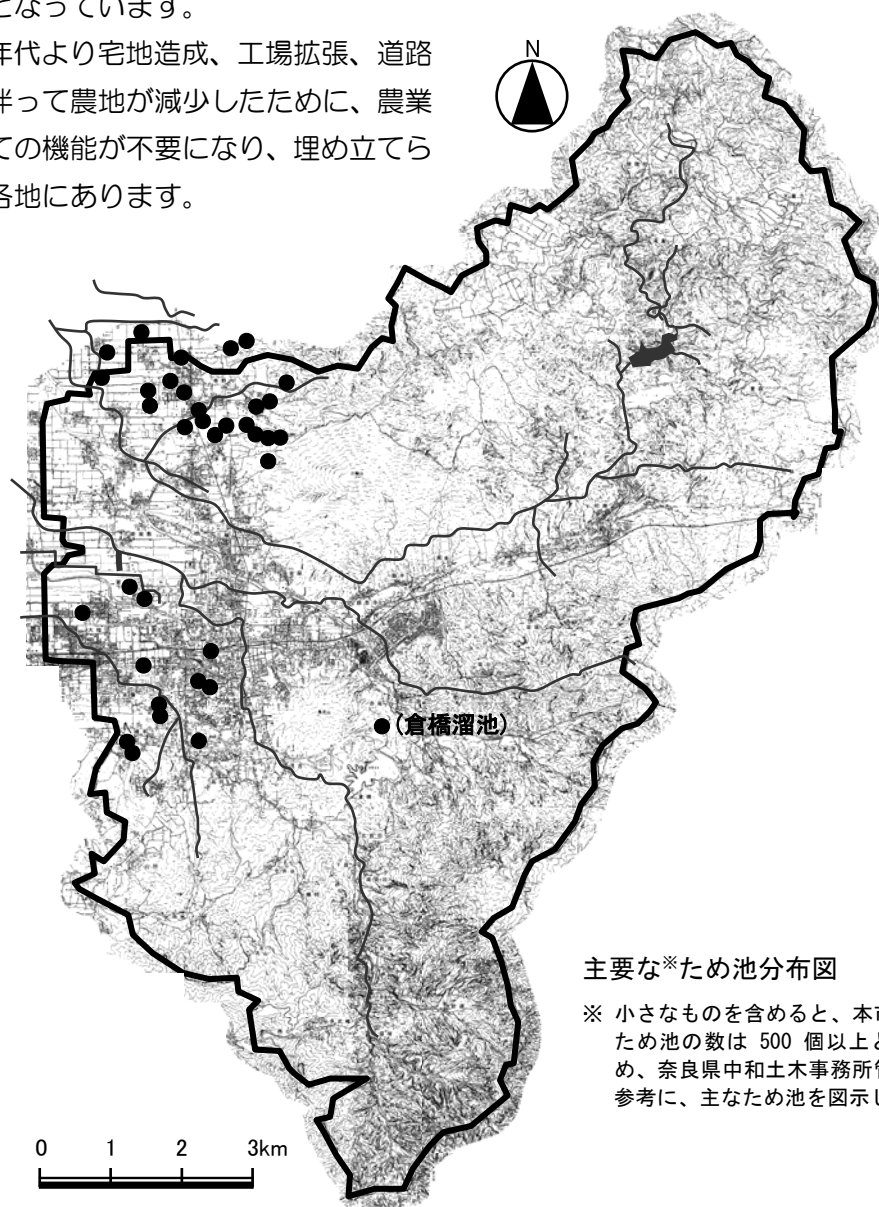 となっています。
年代より宅地造成、工場拡張、道路
伴って農地が減少したために、農業
ての機能が不要になり、埋め立てら
各地にあります。
N
(倉橋溜池)
主要な※ため池分布図
※ 小さなものを含めると、本市
ため池の数は 500 個以上と
め、奈良県中和土木事務所管
参考に、主なため池を図示し
0 1 2 3km